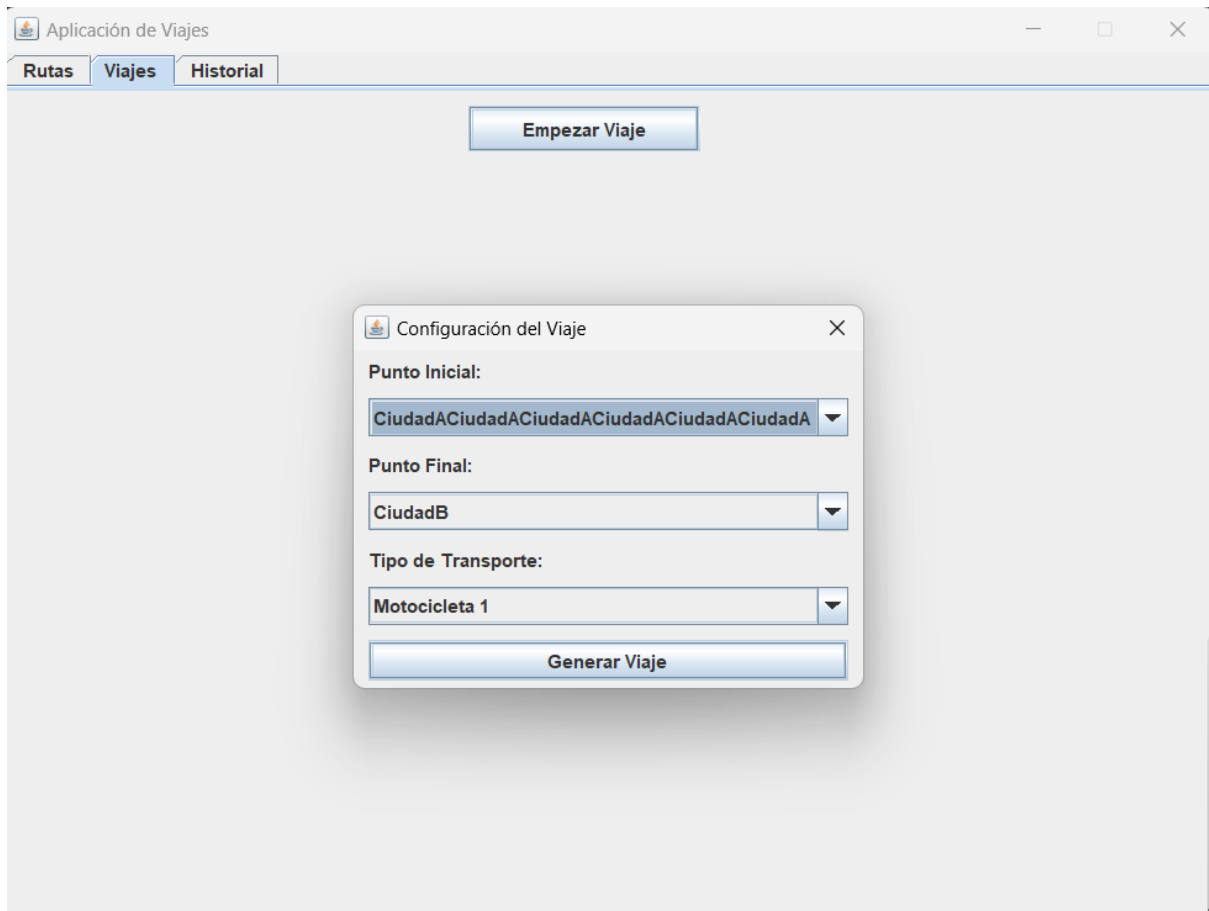 Aplicación de Viajes
Rutas Viajes Historial
Empezar Viaje
Configuración del Viaje
Punto Inicial:
CiudadACiudadACiudadACiudadACiudadACiudadA
Punto Final:
CiudadB
Tipo de Transporte:
Motocicleta 1
Generar Viaje